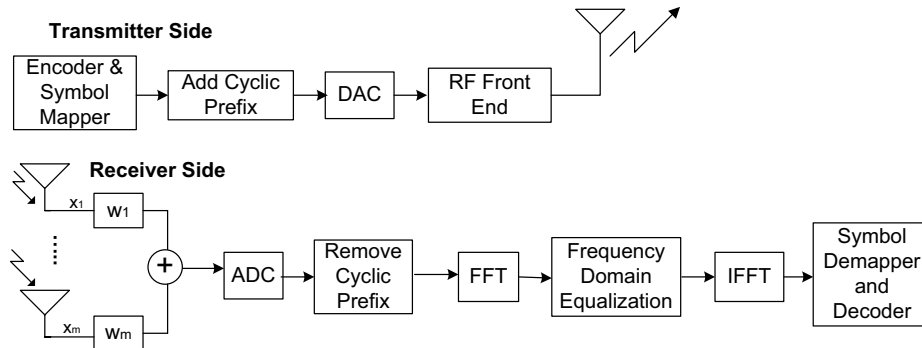 Transmitter Side
Encoder &
Symbol
Mapper
Add Cyclic
Prefix
DAC
RF Front
End
Receiver Side
x1
w1
xm
wm
+
ADC
Remove
Cyclic
Prefix
FFT
Frequency
Domain
Equalization
IFFT
Symbol
Demapper
and
Decoder